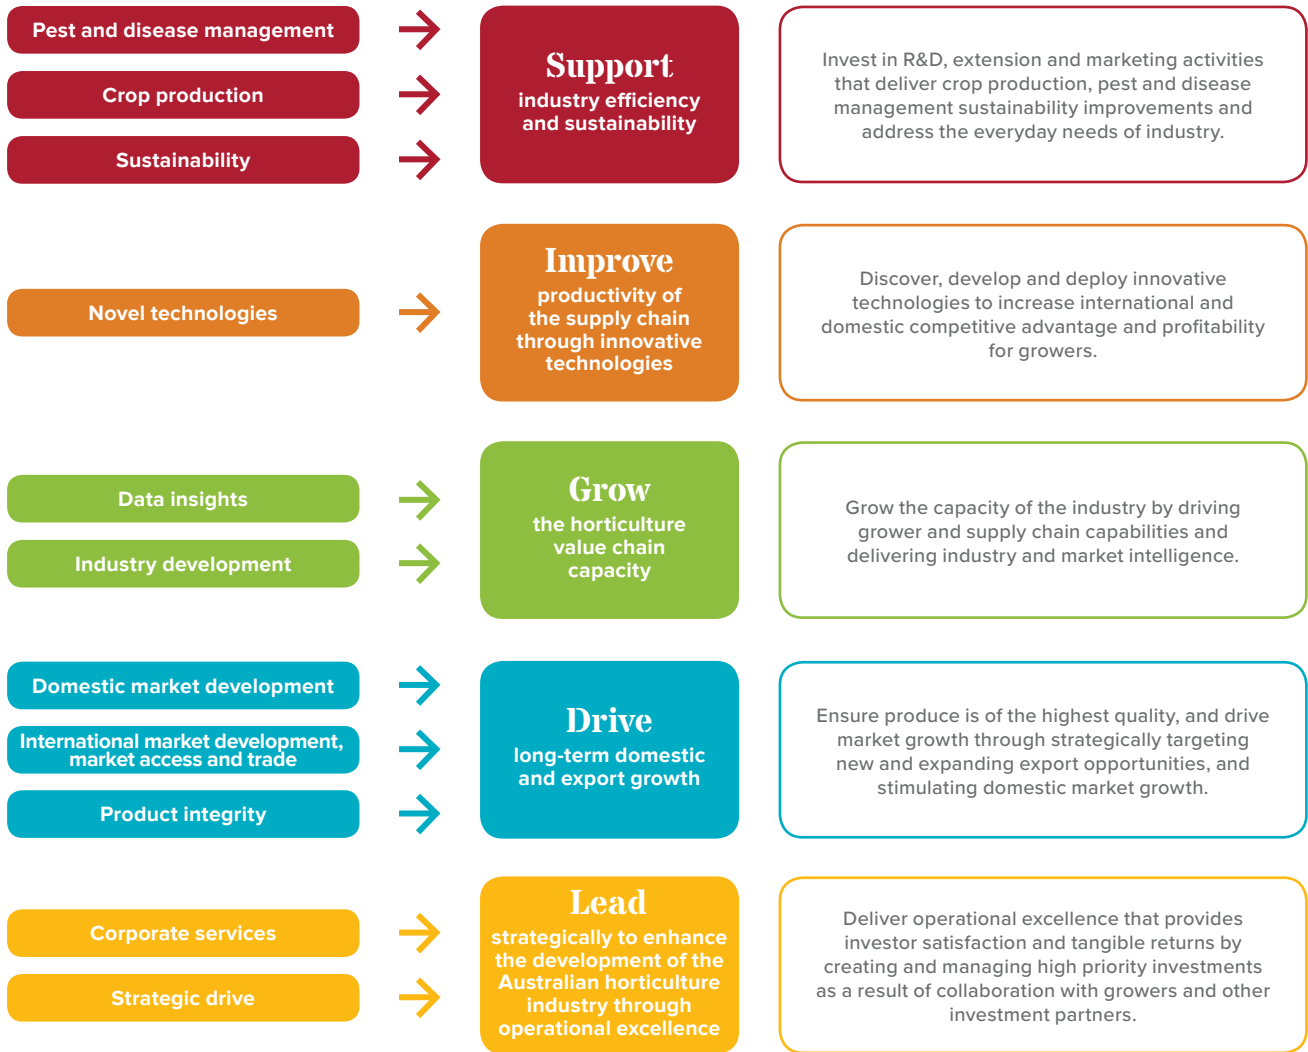 Pest and disease management
Crop production
Sustainability
Support
industry efficiency
and sustainability
Invest in R&D, extension and marketing activities
that deliver crop production, pest and disease
management sustainability improvements and
address the everyday needs of industry.
Novel technologies
Improve
productivity of
the supply chain
through innovative
technologies
Discover, develop and deploy innovative
technologies to increase international and
domestic competitive advantage and profitability
for growers.
Data insights
Industry development
Grow
the horticulture
value chain
capacity
Grow the capacity of the industry by driving
grower and supply chain capabilities and
delivering industry and market intelligence.
Domestic market development
International market development,
market access and trade
Product integrity
Drive
long-term domestic
and export growth
Ensure produce is of the highest quality, and drive
market growth through strategically targeting
new and expanding export opportunities, and
stimulating domestic market growth.
Corporate services
Strategic drive
Lead
strategically to enhance
the development of the
Australian horticulture
industry through
operational excellence
Deliver operational excellence that provides
investor satisfaction and tangible returns by
creating and managing high priority investments
as a result of collaboration with growers and other
investment partners.